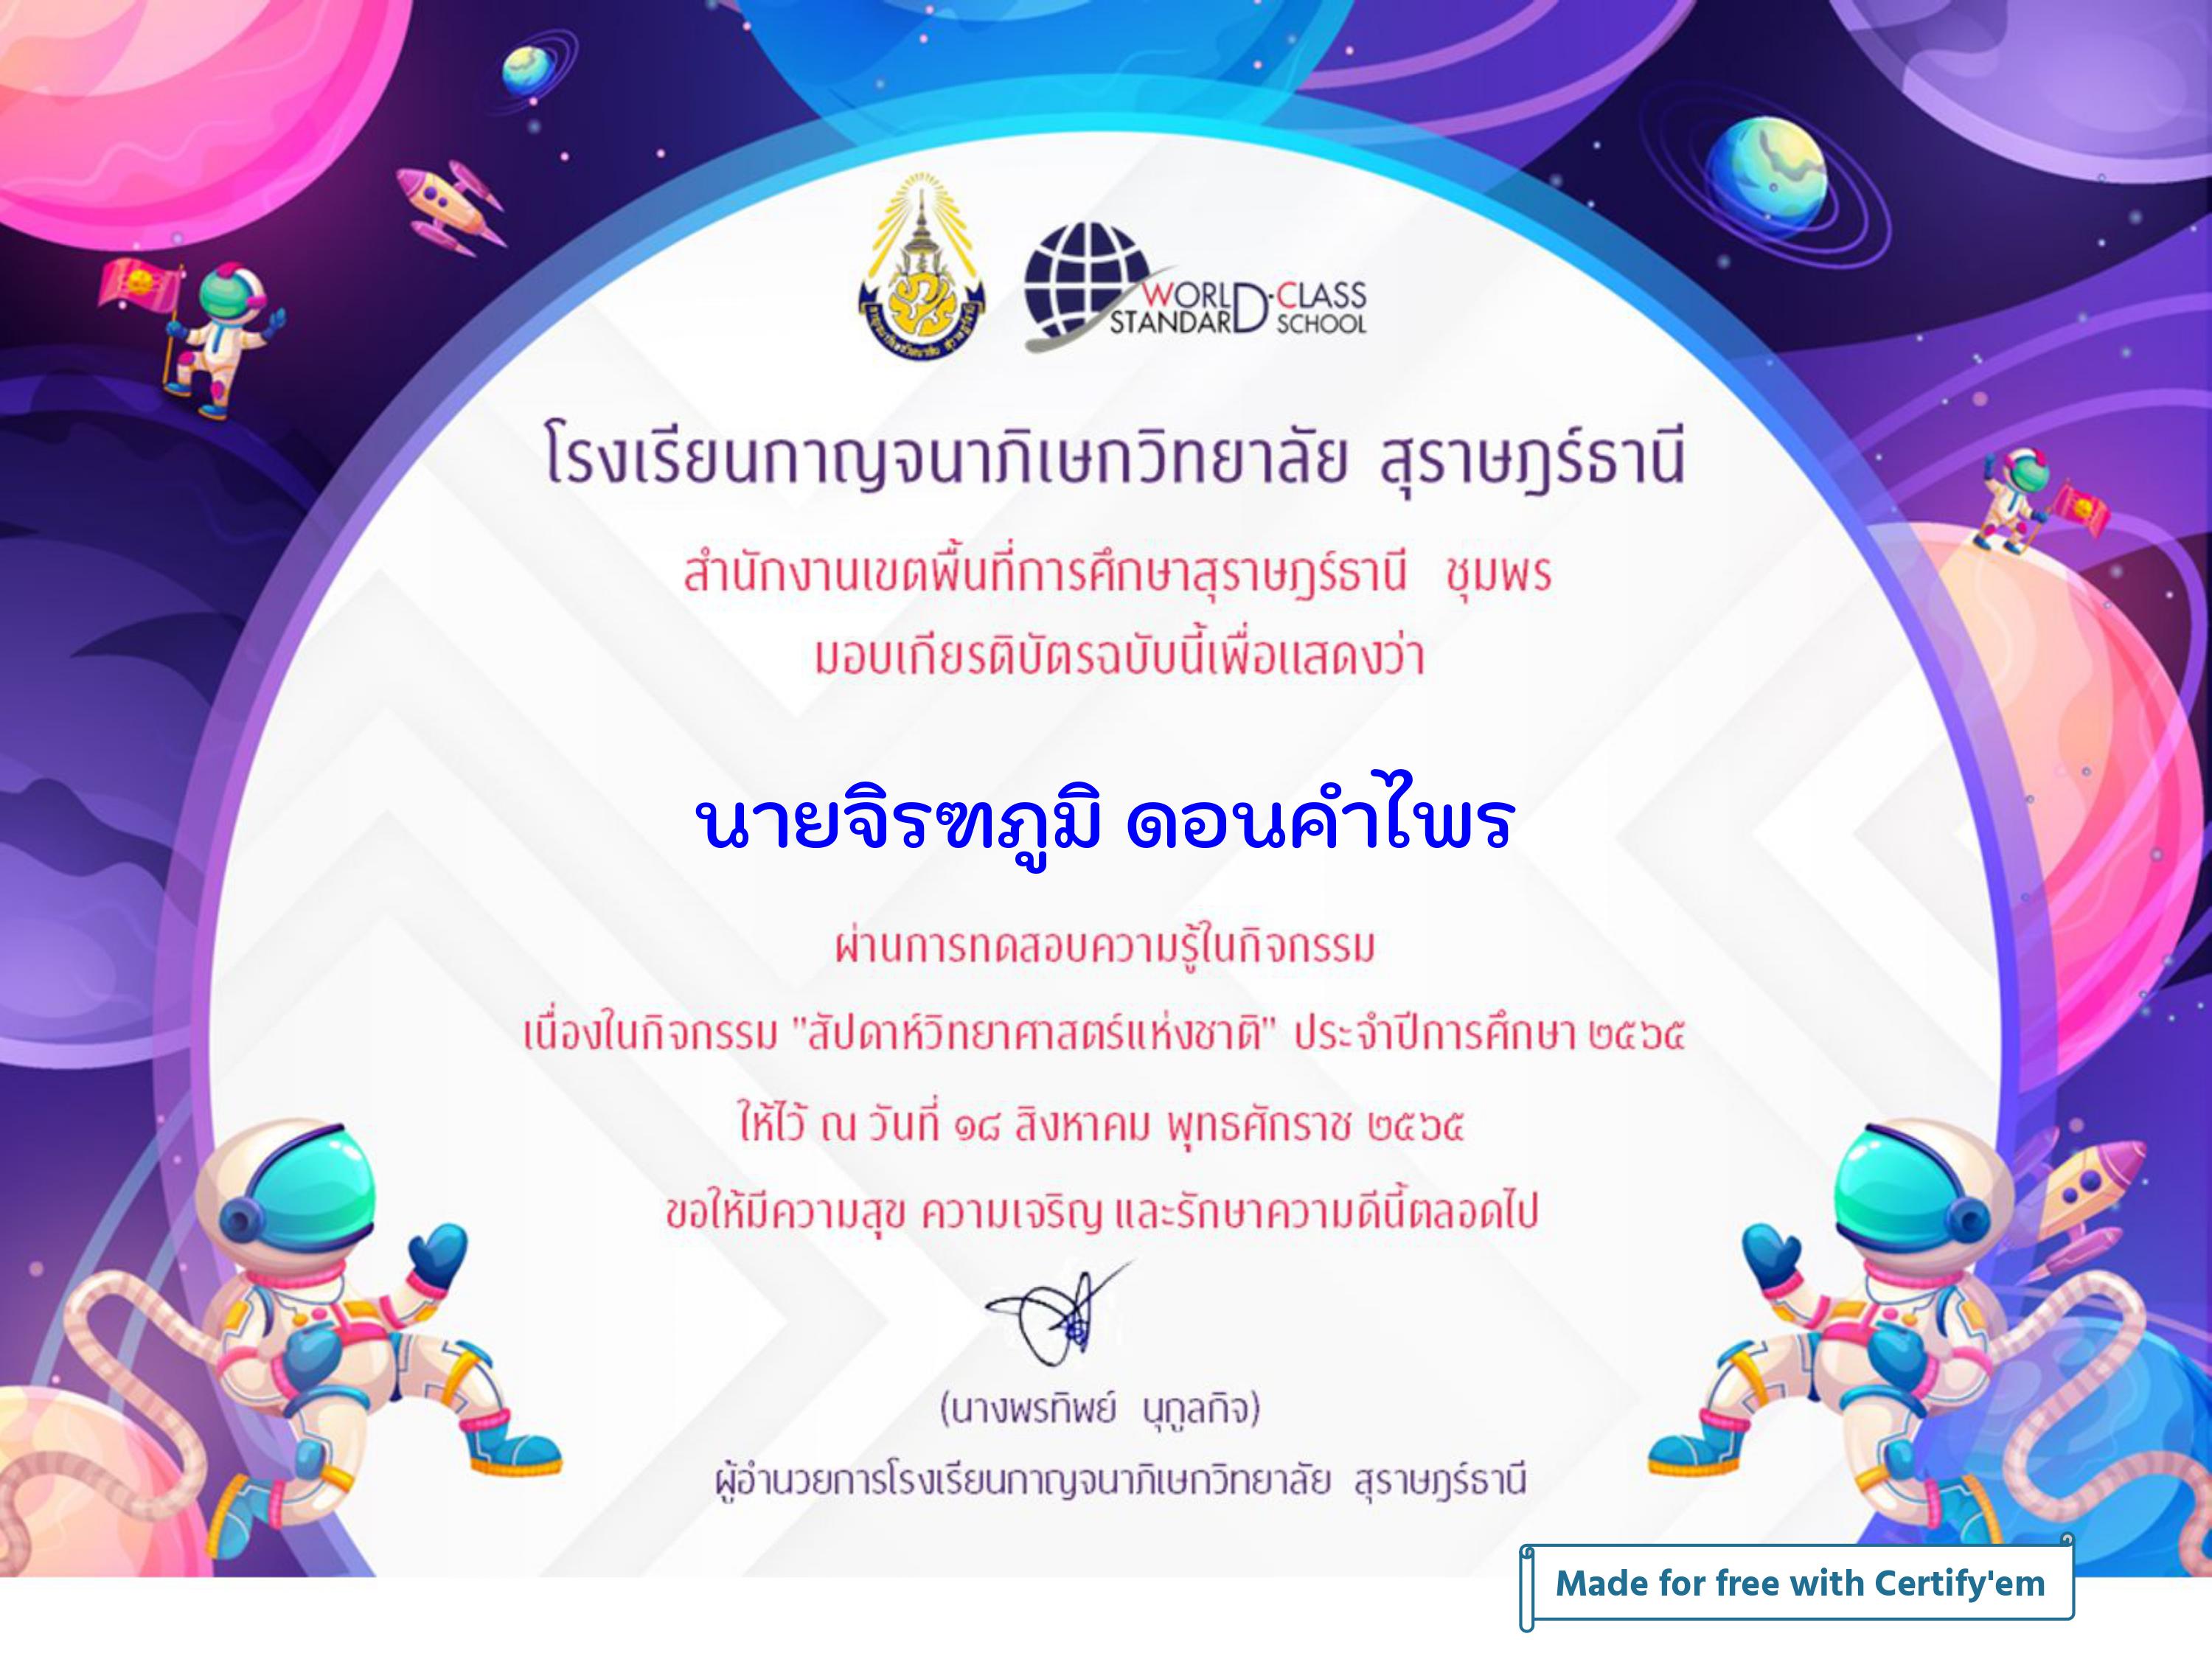 WORLD-CLASS
STANDARD SCHOOL
โรงเรียนกาญจนาภิเษกวิทยาลัย สุราษฎร์ธานี
สำนักงานเขตพื้นที่การศึกษาสุราษฎร์ธานี ชุมพร
มอบเกียรติบัตรฉบับนี้เพื่อแสดงว่า
นายจิรฑภูมิ ดอนคำไพร
ผ่านการทดสอบความรู้ในกิจกรรม
เนื่องในกิจกรรม "สัปดาห์วิทยาศาสตร์แห่งชาติ" ประจำปีการศึกษา ๒๕๖๕
ให้ไว้ ณ วันที่ ๑๘ สิงหาคม พุทธศักราช ๒๕๖๕
ขอให้มีความสุข ความเจริญ และรักษาความดีนี้ตลอดไป
(นางพรทิพย์ นุกูลกิจ)
ผู้อำนวยการโรงเรียนกาญจนาภิเษกวิทยาลัย สุราษฎร์ธานี
Made for free with Certify'em